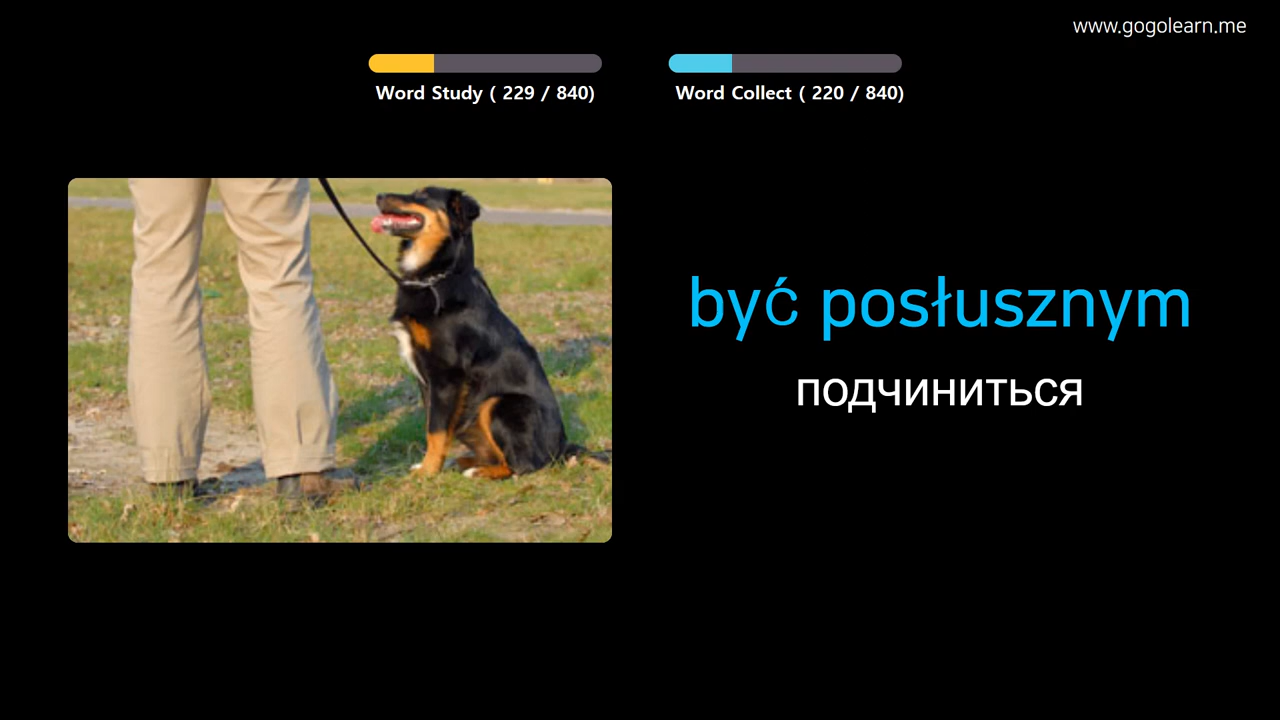 www.gogolearn.me
Word Study ( 229 / 840)
Word Collect ( 220 / 840)
być posłusznym
подчиниться